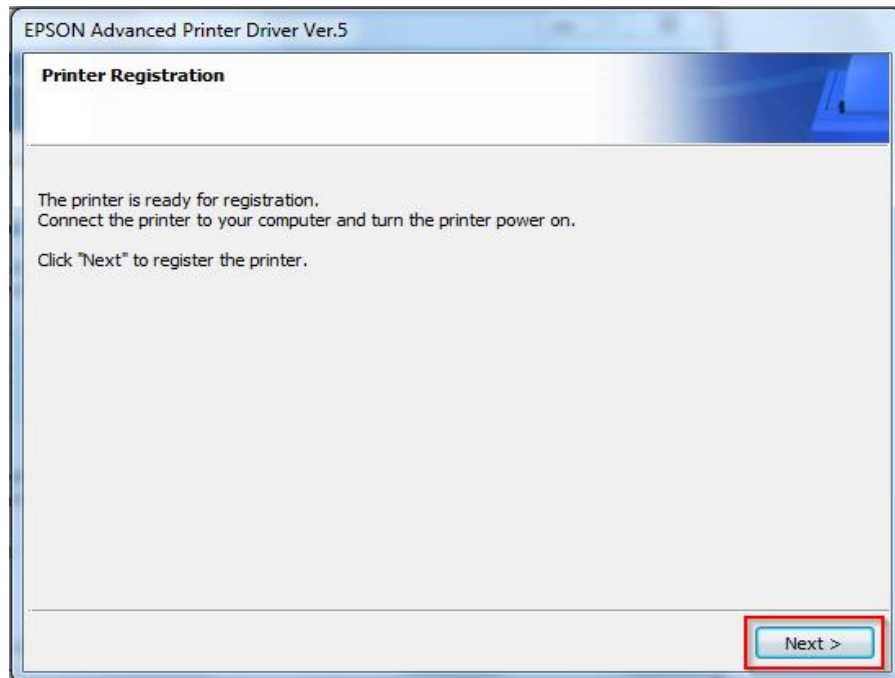 EPSON Advanced Printer Driver Ver.5
Printer Registration
The printer is ready for registration.
Connect the printer to your computer and turn the printer power on.
Click "Next" to register the printer.
Next >